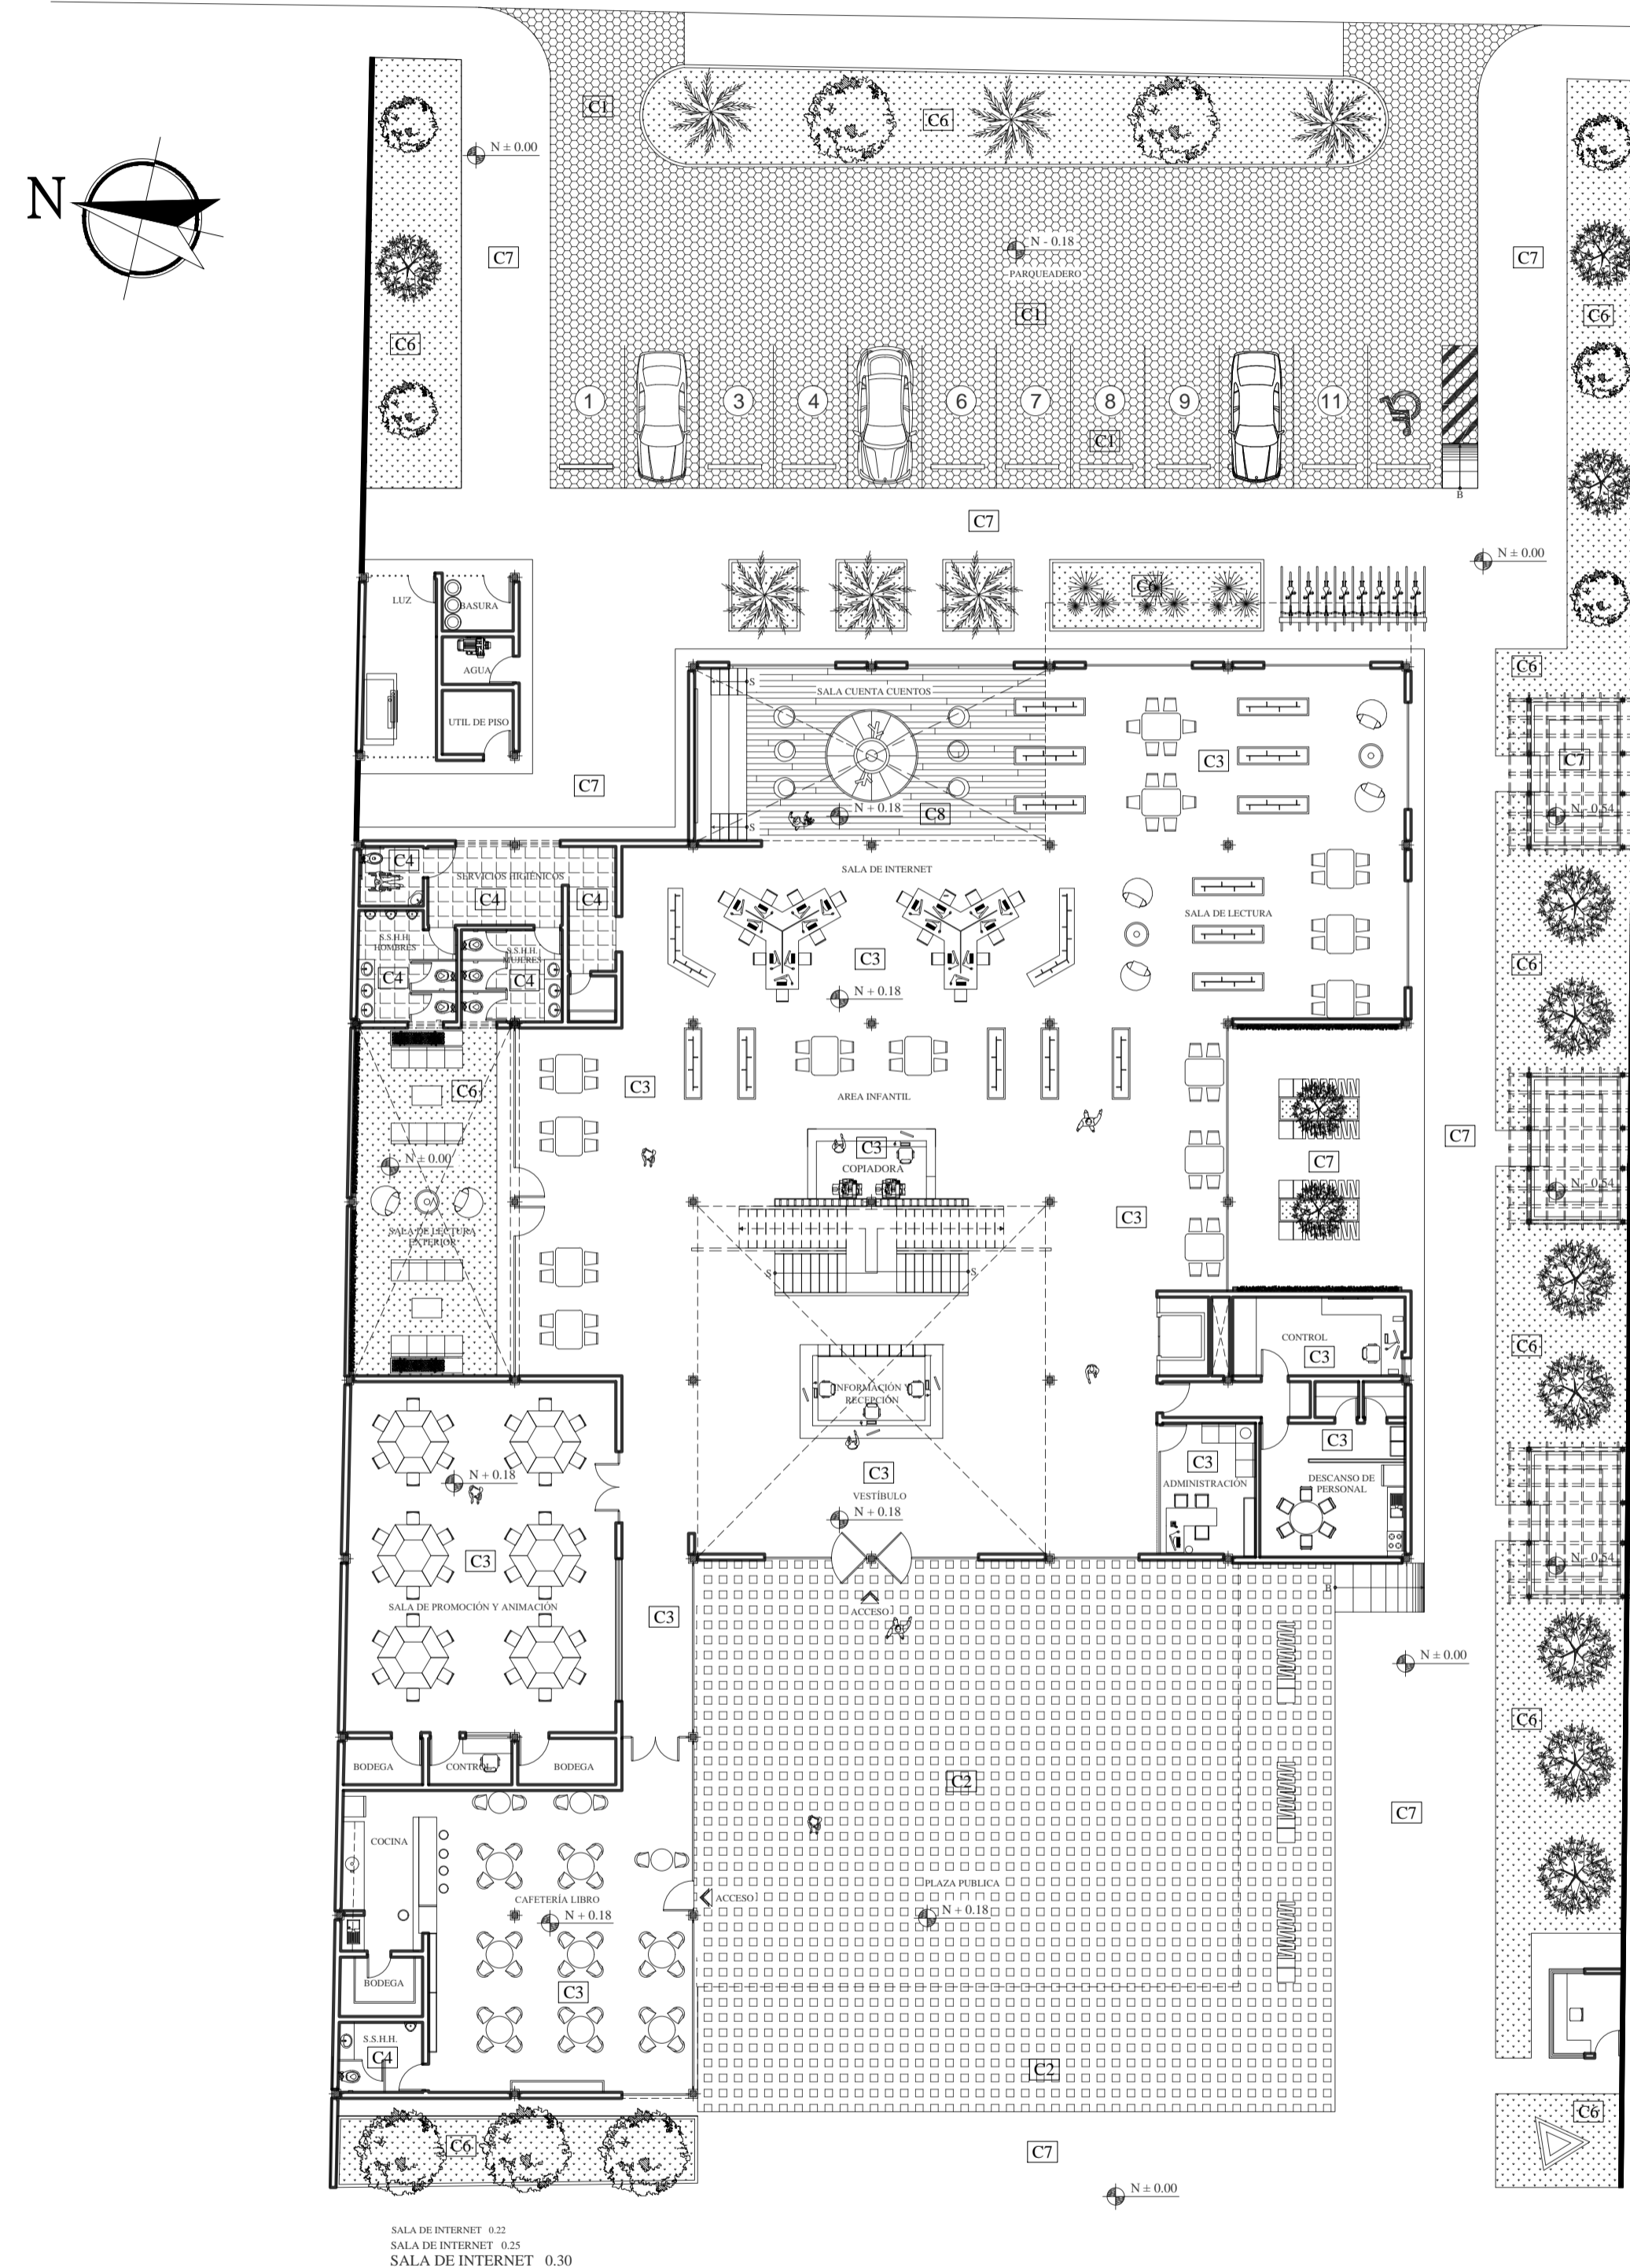 C1
C6
N ± 0.00
N
N - 0.18
PARQUEADERO
C7
C7
C1
C6
C6
1
3
4
6
7
8
9
11
C1
B
C7
N ± 0.00
C6
LUZ
BASURA
AGUA
UTIL DE PISO
C6
S
SALA CUENTA CUENTOS
C3
C7
C7
N + 0.18
C8
N - 0.54
S
C4
SERVICIOS HIGIÉNICOS
C4
C4
SALA DE INTERNET
SALA DE LECTURA
S.S.H.H.
HOMBRES
S.S.H.H.
MUJERES
C4
C4
C3
C6
N + 0.18
C6
C3
AREA INFANTIL
C7
C3
COPIADORA
N ± 0.00
C7
N - 0.54
C3
SALA DE LECTURA
EXTERIOR
S
S
CONTROL
C3
C6
INFORMACIÓN Y
RECEPCIÓN
C3
N + 0.18
C3
C3
ADMINISTRACIÓN
DESCANSO DE
PERSONAL
VESTÍBULO
N + 0.18
C3
N - 0.54
B
ACCESO
SALA DE PROMOCIÓN Y ANIMACIÓN
C3
N ± 0.00
C6
BODEGA
CONTROL
BODEGA
C2
C7
COCINA
PLAZA PUBLICA
CAFETERÍA LIBRO
ACCESO
N + 0.18
N + 0.18
BODEGA
C3
S.S.H.H.
C4
C2
C6
C6
C7
N ± 0.00
SALA DE INTERNET 0.22
SALA DE INTERNET 0.25
SALA DE INTERNET 0.30